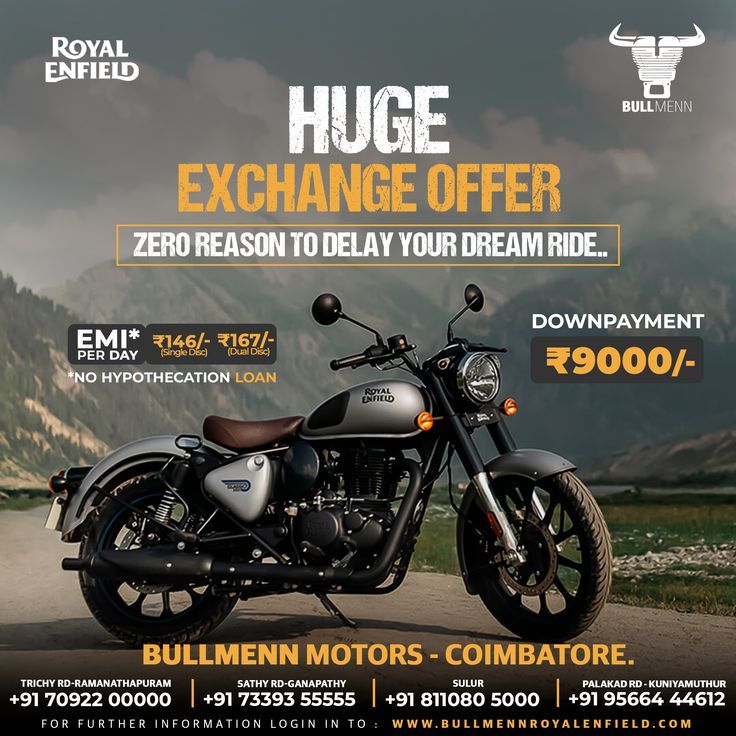 ROYAL
ENFIELD
BULLMENN
HUGE
EXCHANGE OFFER
ZERO REASON TO DELAY YOUR DREAM RIDE..
EMI*
PER DAY
₹146/- ₹167/-
(Single Disc) (Dual Disc)
*NO HYPOTHECATION LOAN
DOWNPAYMENT
₹9000/-
ROYAL
ENFIELD
BULLMENN MOTORS - COIMBATORE.
TRICHY RD-RAMANATHAPURAM
+91 70922 00000
SATHY RD-GANAPATHY
+91 73393 55555
SULUR
+91 811080 5000
PALAKAD RD - KUNIYAMUTHUR
+91 95664 44612
FOR FURTHER INFORMATION LOGIN IN TO : WWW.BULLMENNROYALENFIELD.COM